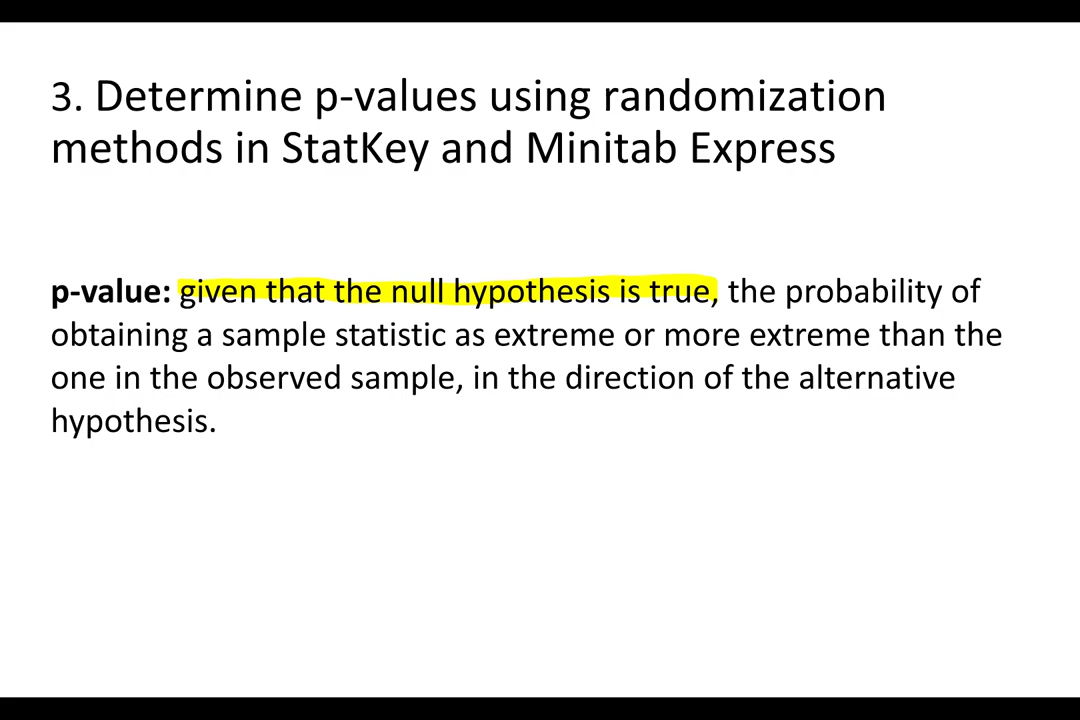 3. Determine p-values using randomization
methods in StatKey and Minitab Express
p-value: given that the null hypothesis is true, the probability of
obtaining a sample statistic as extreme or more extreme than the
one in the observed sample, in the direction of the alternative
hypothesis.